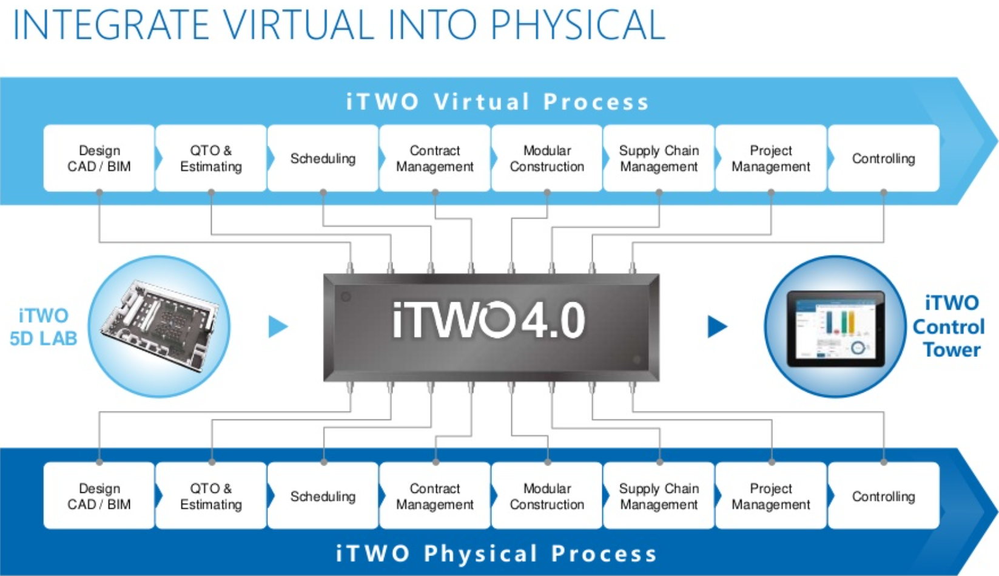 INTEGRATE VIRTUAL INTO PHYSICAL
iTWO Virtual Process
Design
CAD / BIM
QTO &
Estimating
Scheduling
Contract
Management
Modular
Construction
Supply Chain
Management
Project
Management
Controlling
iTWO
5D LAB
iTWO 4.0
iTWO
Control
Tower
Design
CAD / BIM
QTO &
Estimating
Scheduling
Contract
Management
Modular
Construction
Supply Chain
Management
Project
Management
Controlling
iTWO Physical Process